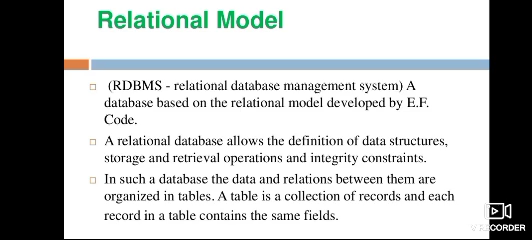 Relational Model
(RDBMS - relational database management system) A
database based on the relational model developed by E.F.
Code.
A relational database allows the definition of data structures,
storage and retrieval operations and integrity constraints.
In such a database the data and relations between them are
organized in tables. A table is a collection of records and each
record in a table contains the same fields.
V RECORDER